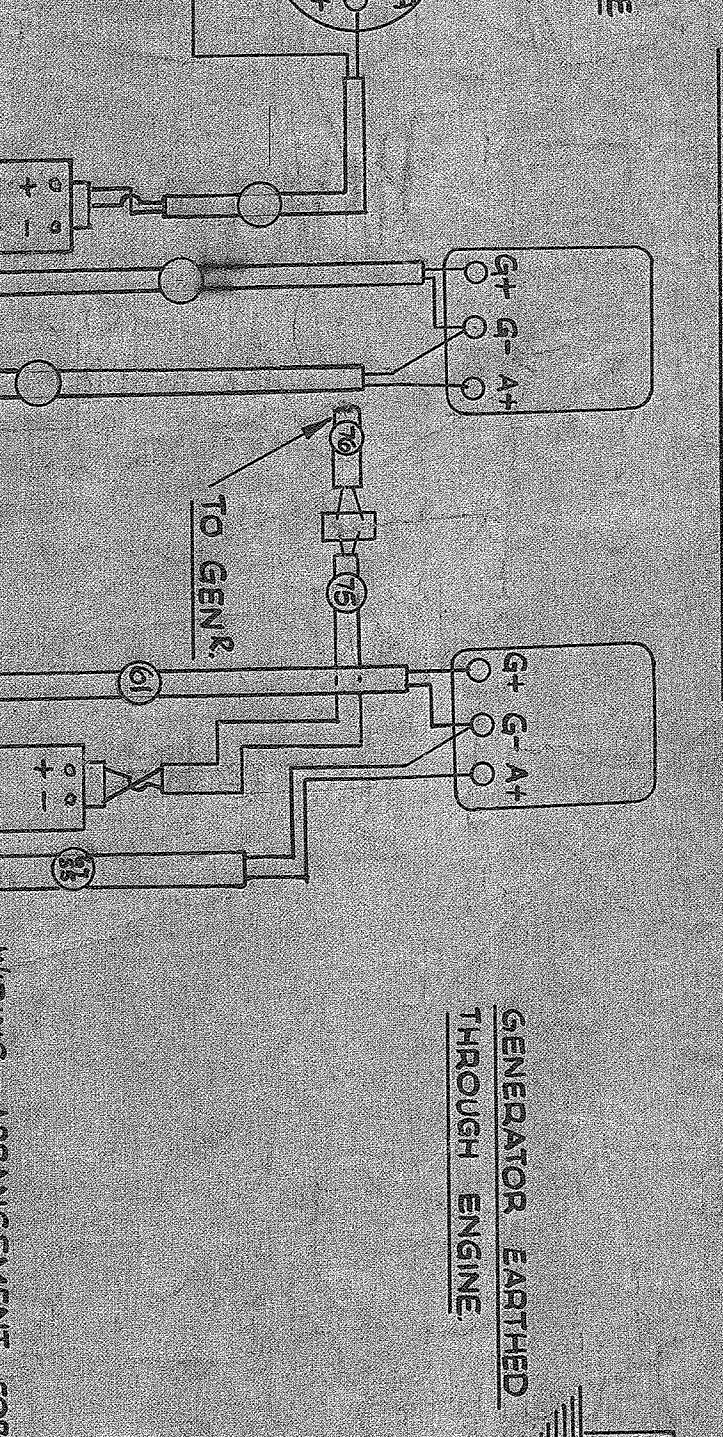 G+ G- A+
G+ G- A+
GENERATOR EARTHED
THROUGH ENGINE.
76
75
TO GENR.
61
+ -
+ -